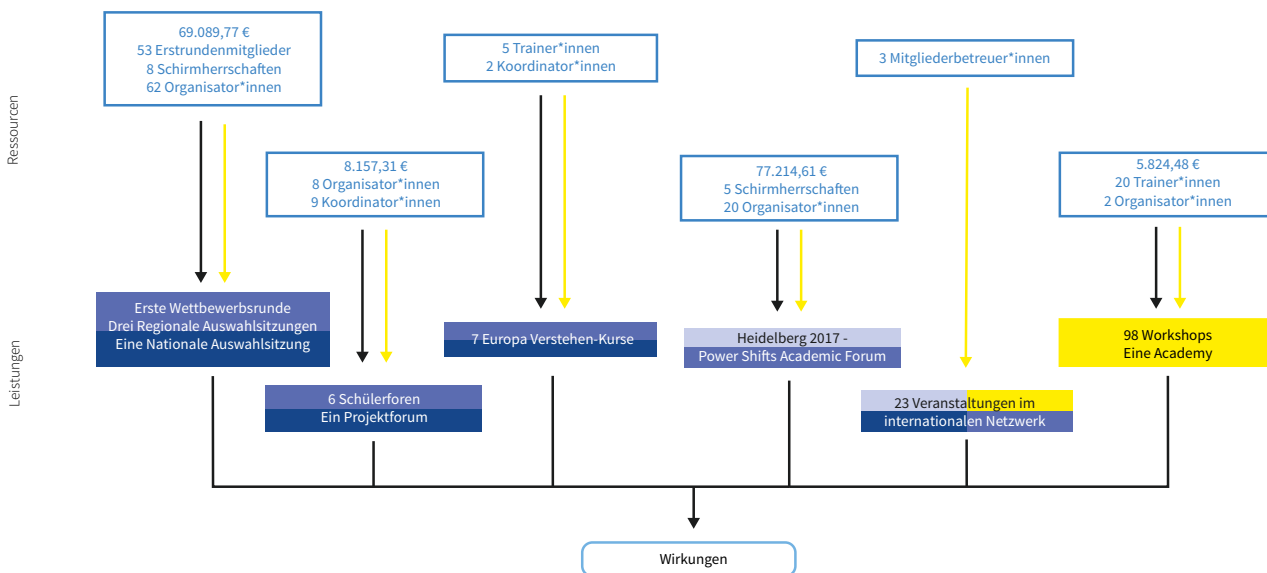 Ressourcen
69.089,77 €
53 Erstrundenmitglieder
8 Schirmherrschaften
62 Organisator*innen
8.157,31 €
8 Organisator*innen
9 Koordinator*innen
5 Trainer*innen
2 Koordinator*innen
77.214,61 €
5 Schirmherrschaften
20 Organisator*innen
3 Mitgliederbetreuer*innen
5.824,48 €
20 Trainer*innen
2 Organisator*innen
Leistungen
Erste Wettbewerbsrunde
Drei Regionale Auswahlsitzungen
Eine Nationale Auswahlsitzung
6 Schülerforen
Ein Projektforum
7 Europa Verstehen-Kurse
Heidelberg 2017 -
Power Shifts Academic Forum
23 Veranstaltungen im
internationalen Netzwerk
98 Workshops
Eine Academy
Wirkungen